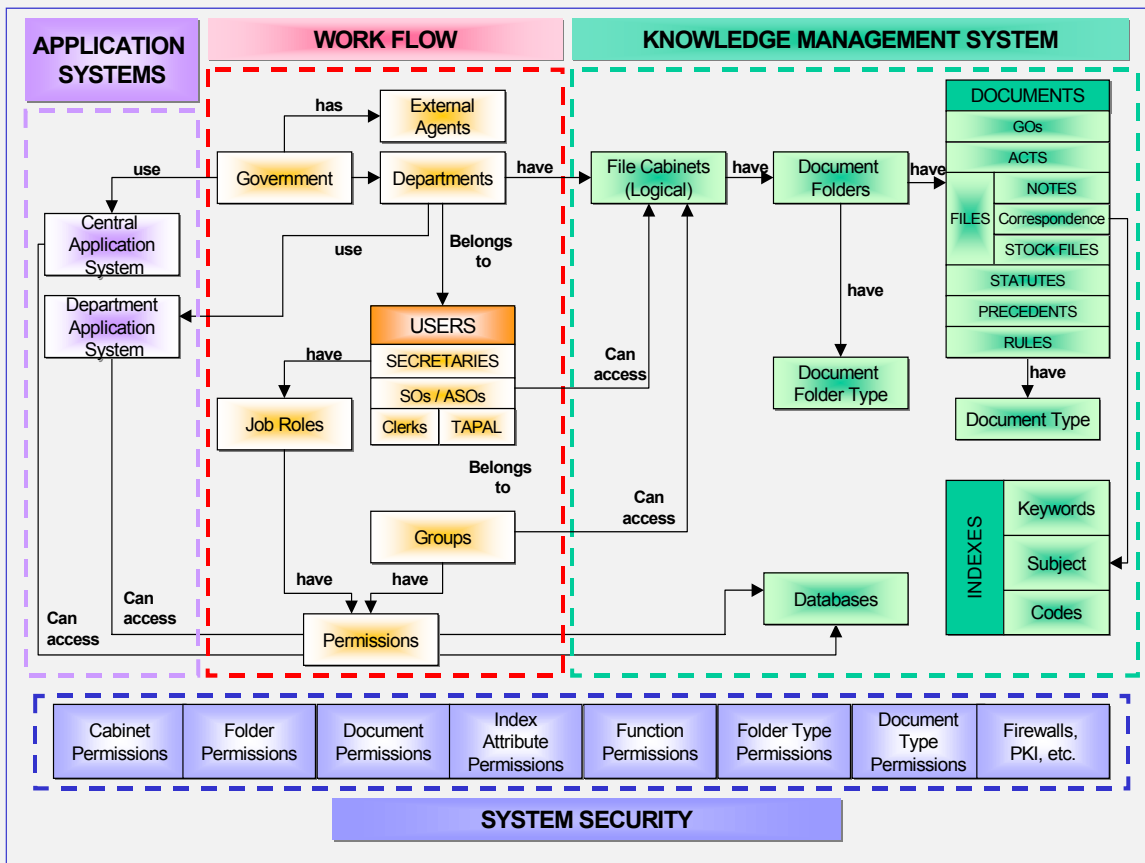 APPLICATION
SYSTEMS
WORK FLOW
KNOWLEDGE MANAGEMENT SYSTEM
has
External
Agents
use
Government
Departments
have
Central
Application
System
use
Belongs
to
Department
Application
System
USERS
SECRETARIES
SOs / ASOs
Clerks
TAPAL
have
Job Roles
Belongs
to
Groups
have
have
Permissions
Can
access
Can
access
File Cabinets
(Logical)
have
Document
Folders
have
have
Document
Folder Type
Can
access
Can
access
Databases
DOCUMENTS
GOs
ACTS
FILES
NOTES
Correspondence
STOCK FILES
STATUTES
PRECEDENTS
RULES
have
Document Type
INDEXES
Keywords
Subject
Codes
Cabinet
Permissions
Folder
Permissions
Document
Permissions
Index
Attribute
Permissions
Function
Permissions
Folder Type
Permissions
Document
Type
Permissions
Firewalls,
PKI, etc.
SYSTEM SECURITY